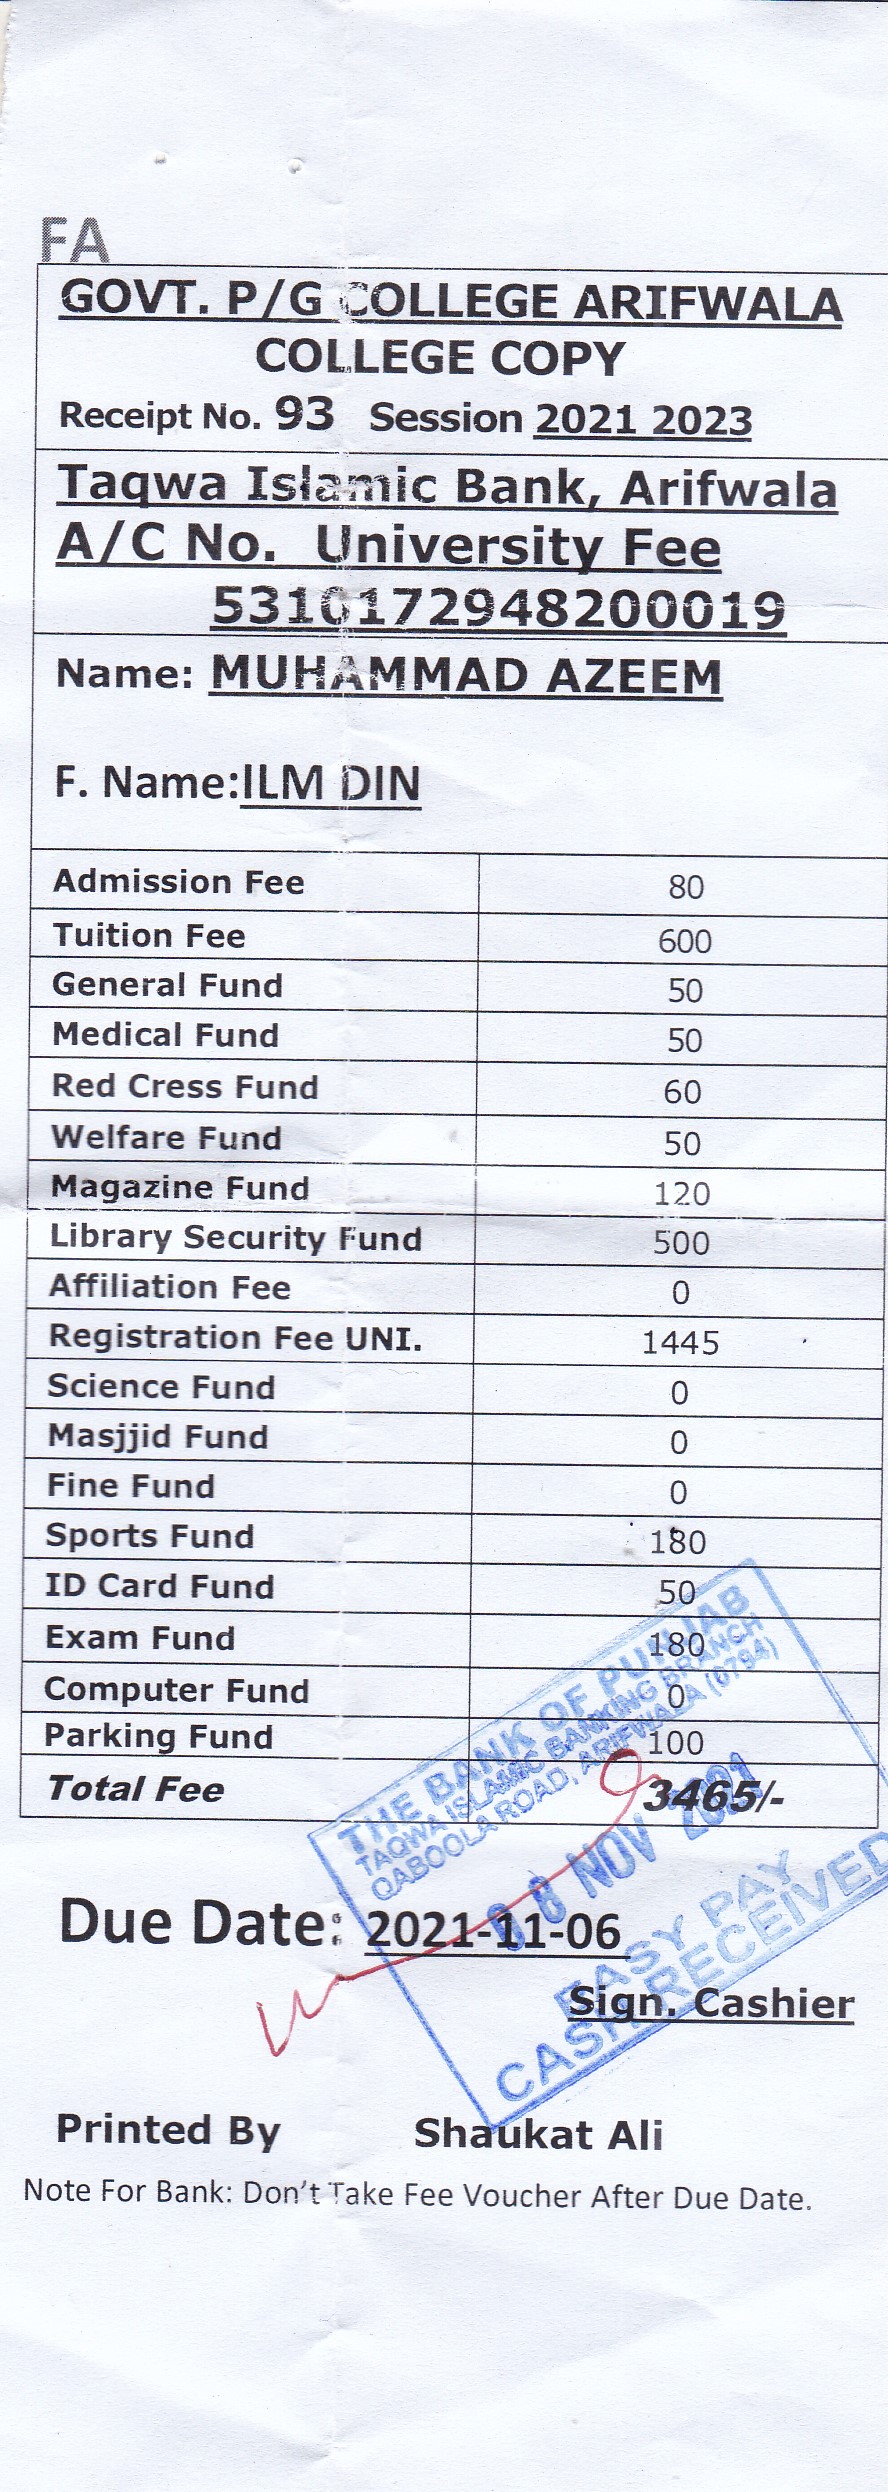 FA
GOVT. P/G COLLEGE ARIFWALA
COLLEGE COPY
Receipt No. 93 Session 2021 2023
Taqwa Islamic Bank, Arifwala
A/C No. University Fee
5310172948200019
Name: MUHAMMAD AZEEM
F. Name:ILM DIN
Admission Fee 80
Tuition Fee 600
General Fund 50
Medical Fund 50
Red Cress Fund 60
Welfare Fund 50
Magazine Fund 120
Library Security Fund 500
Affiliation Fee 0
Registration Fee UNI. 1445
Science Fund 0
Masjjid Fund 0
Fine Fund 0
Sports Fund 180
ID Card Fund 50
Exam Fund 180
Computer Fund 0
Parking Fund 100
Total Fee 3465/-
THE BANK OF PUNJAB
TAQWA ISLAMIC BANKING BRANCH
QABOOLA ROAD, ARIFWALA (0794)
08 NOV 2021
EASY PAY
CASH RECEIVED
Due Date: 2021-11-06
Sign. Cashier
Printed By Shaukat Ali
Note For Bank: Don't Take Fee Voucher After Due Date.